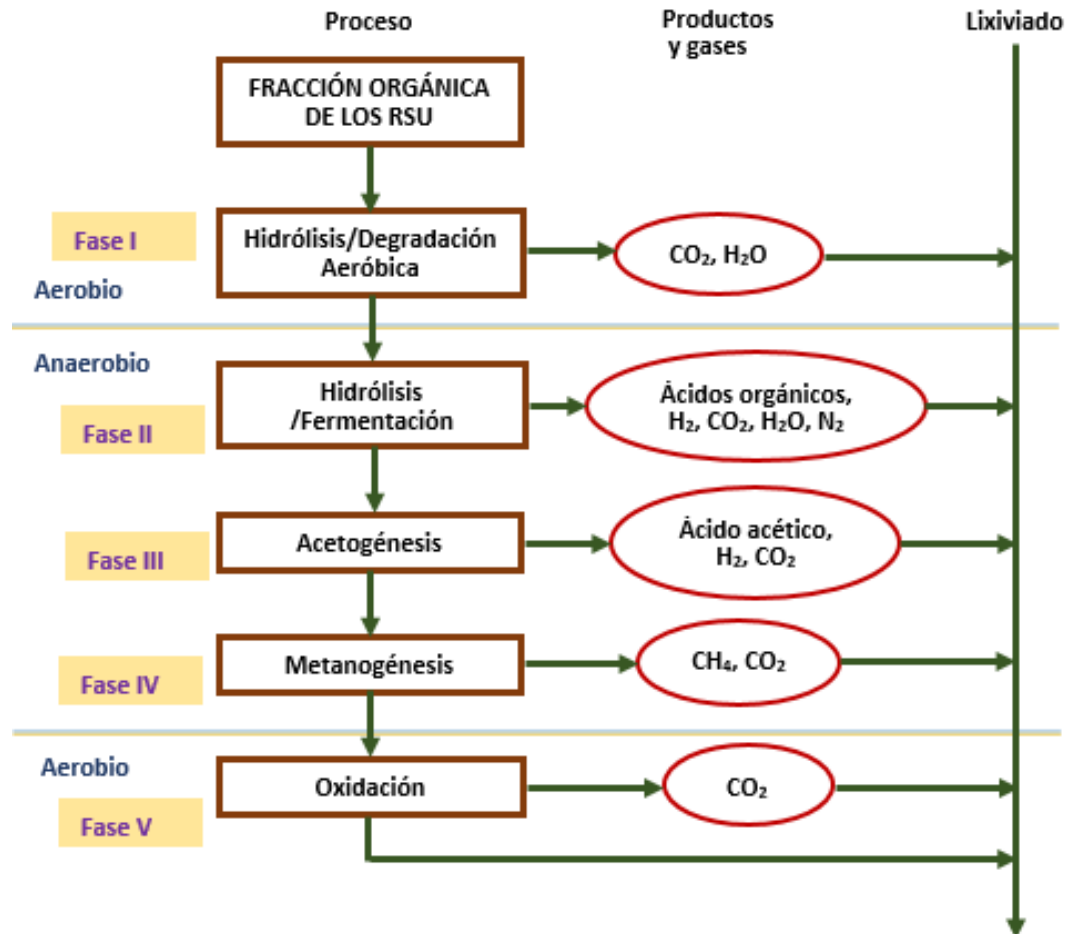 Proceso
Productos
y gases
Lixiviado
FRACCIÓN ORGÁNICA
DE LOS RSU
Fase I
Aerobio
Hidrólisis/Degradación
Aeróbica
CO₂, H₂O
Anaerobio
Fase II
Hidrólisis
/Fermentación
Ácidos orgánicos,
H₂, CO₂, H₂O, N₂
Fase III
Acetogénesis
Ácido acético,
H₂, CO₂
Fase IV
Metanogénesis
CH₄, CO₂
Aerobio
Fase V
Oxidación
CO₂